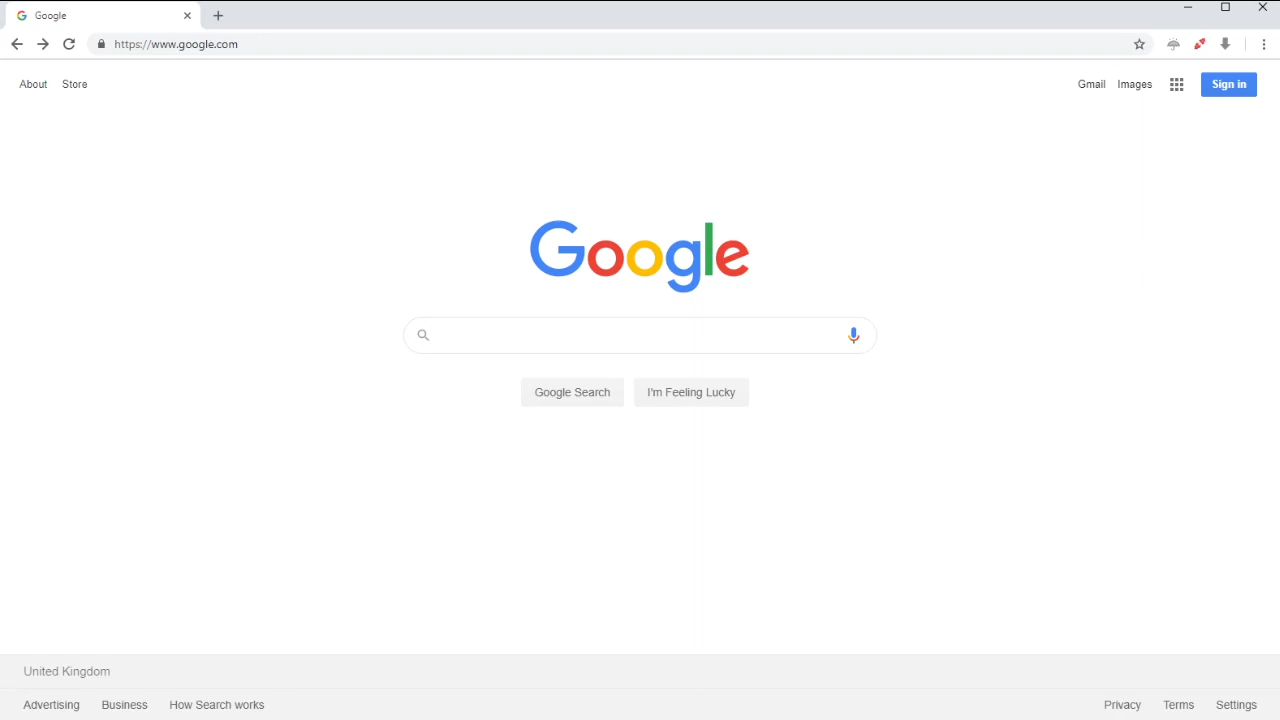 Google
https://www.google.com
About Store
Gmail Images Sign in
Google
Google Search I'm Feeling Lucky
United Kingdom
Advertising Business How Search works
Privacy Terms Settings